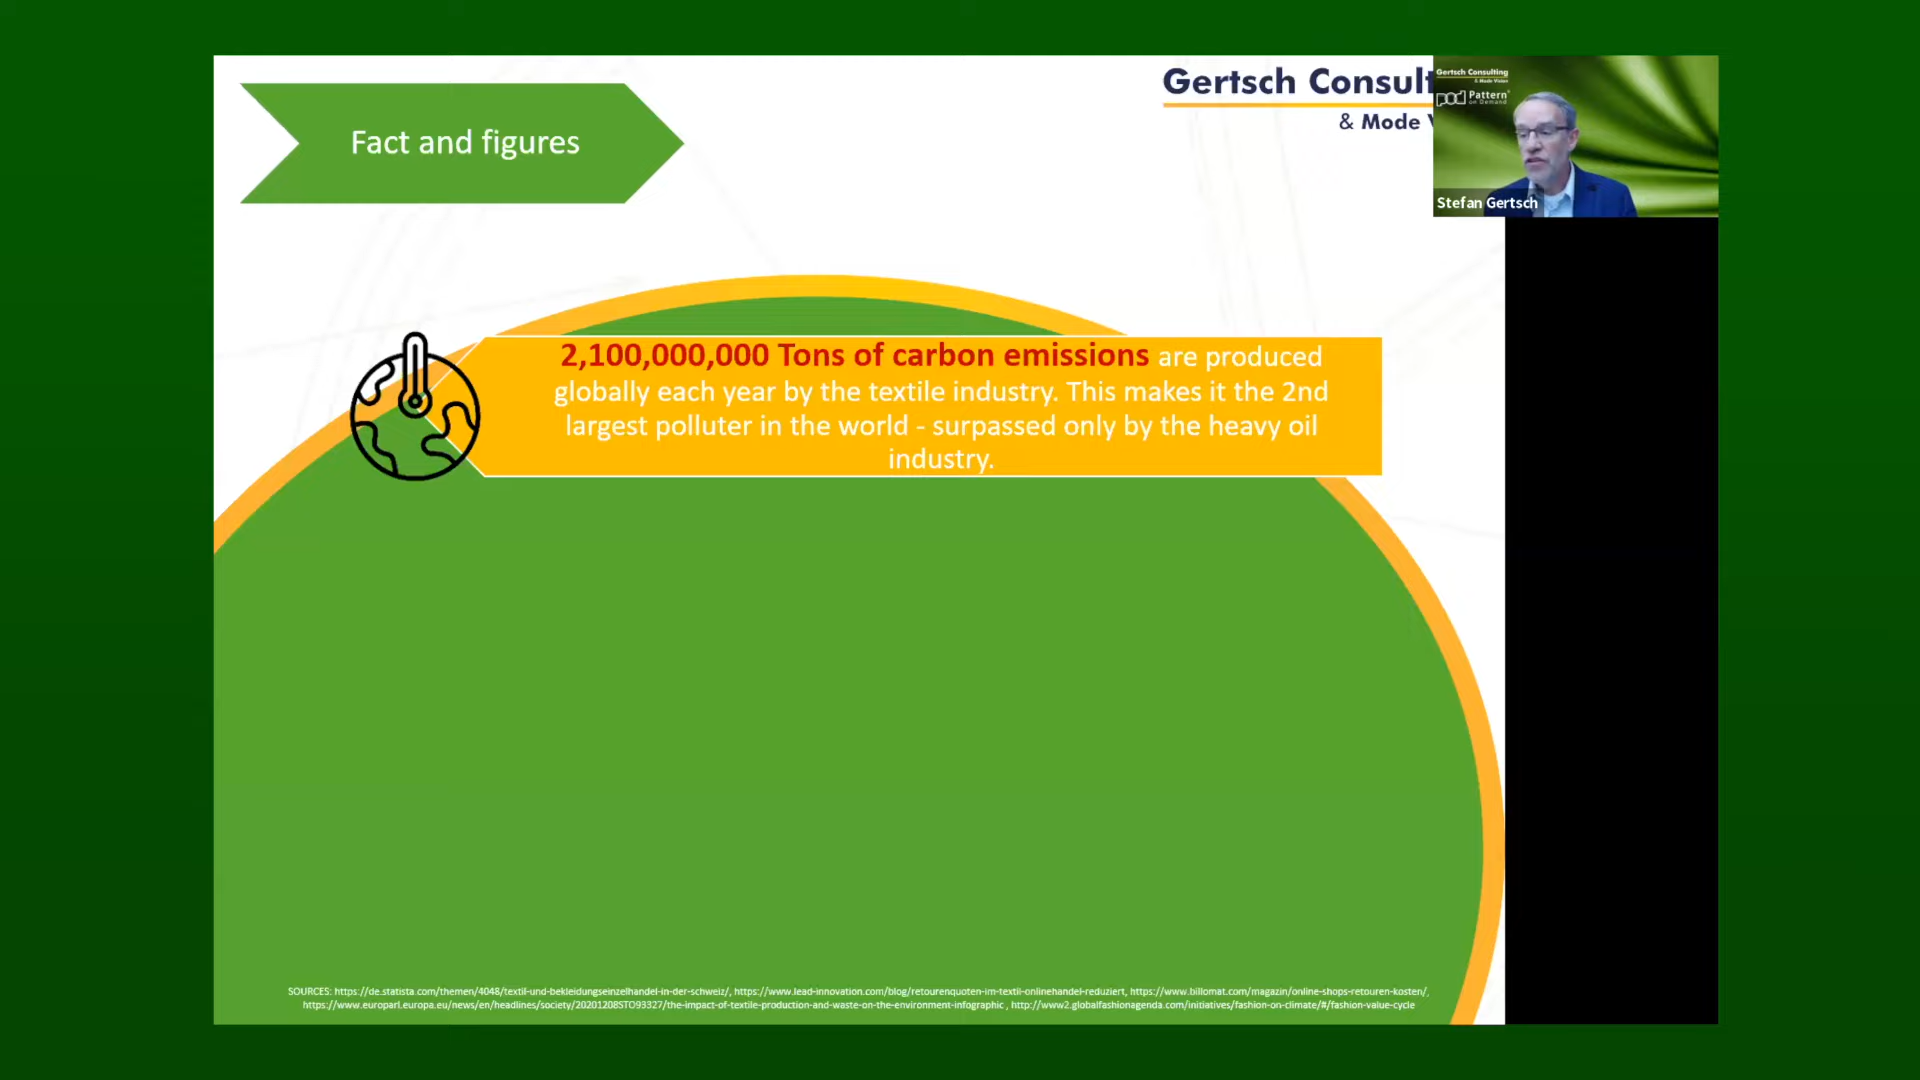 Fact and figures
Gertsch Consult
& Mode
Gertsch Consulting
& Mode Vision
pod Pattern
on Demand
Stefan Gertsch
2,100,000,000 Tons of carbon emissions are produced
globally each year by the textile industry. This makes it the 2nd
largest polluter in the world - surpassed only by the heavy oil
industry.
SOURCES: https://de.statista.com/themen/4048/textil-und-bekleidungseinzelhandel-in-der-schweiz/, https://www.lead-innovation.com/blog/retourenquoten-im-textil-onlinehandel-reduziert, https://www.billomat.com/magazin/online-shops-retouren-kosten/,
https://www.europarl.europa.eu/news/en/headlines/society/20201208STO93327/the-impact-of-textile-production-and-waste-on-the-environment-infographic , http://www2.globalfashionagenda.com/initiatives/fashion-on-climate/#/fashion-value-cycle